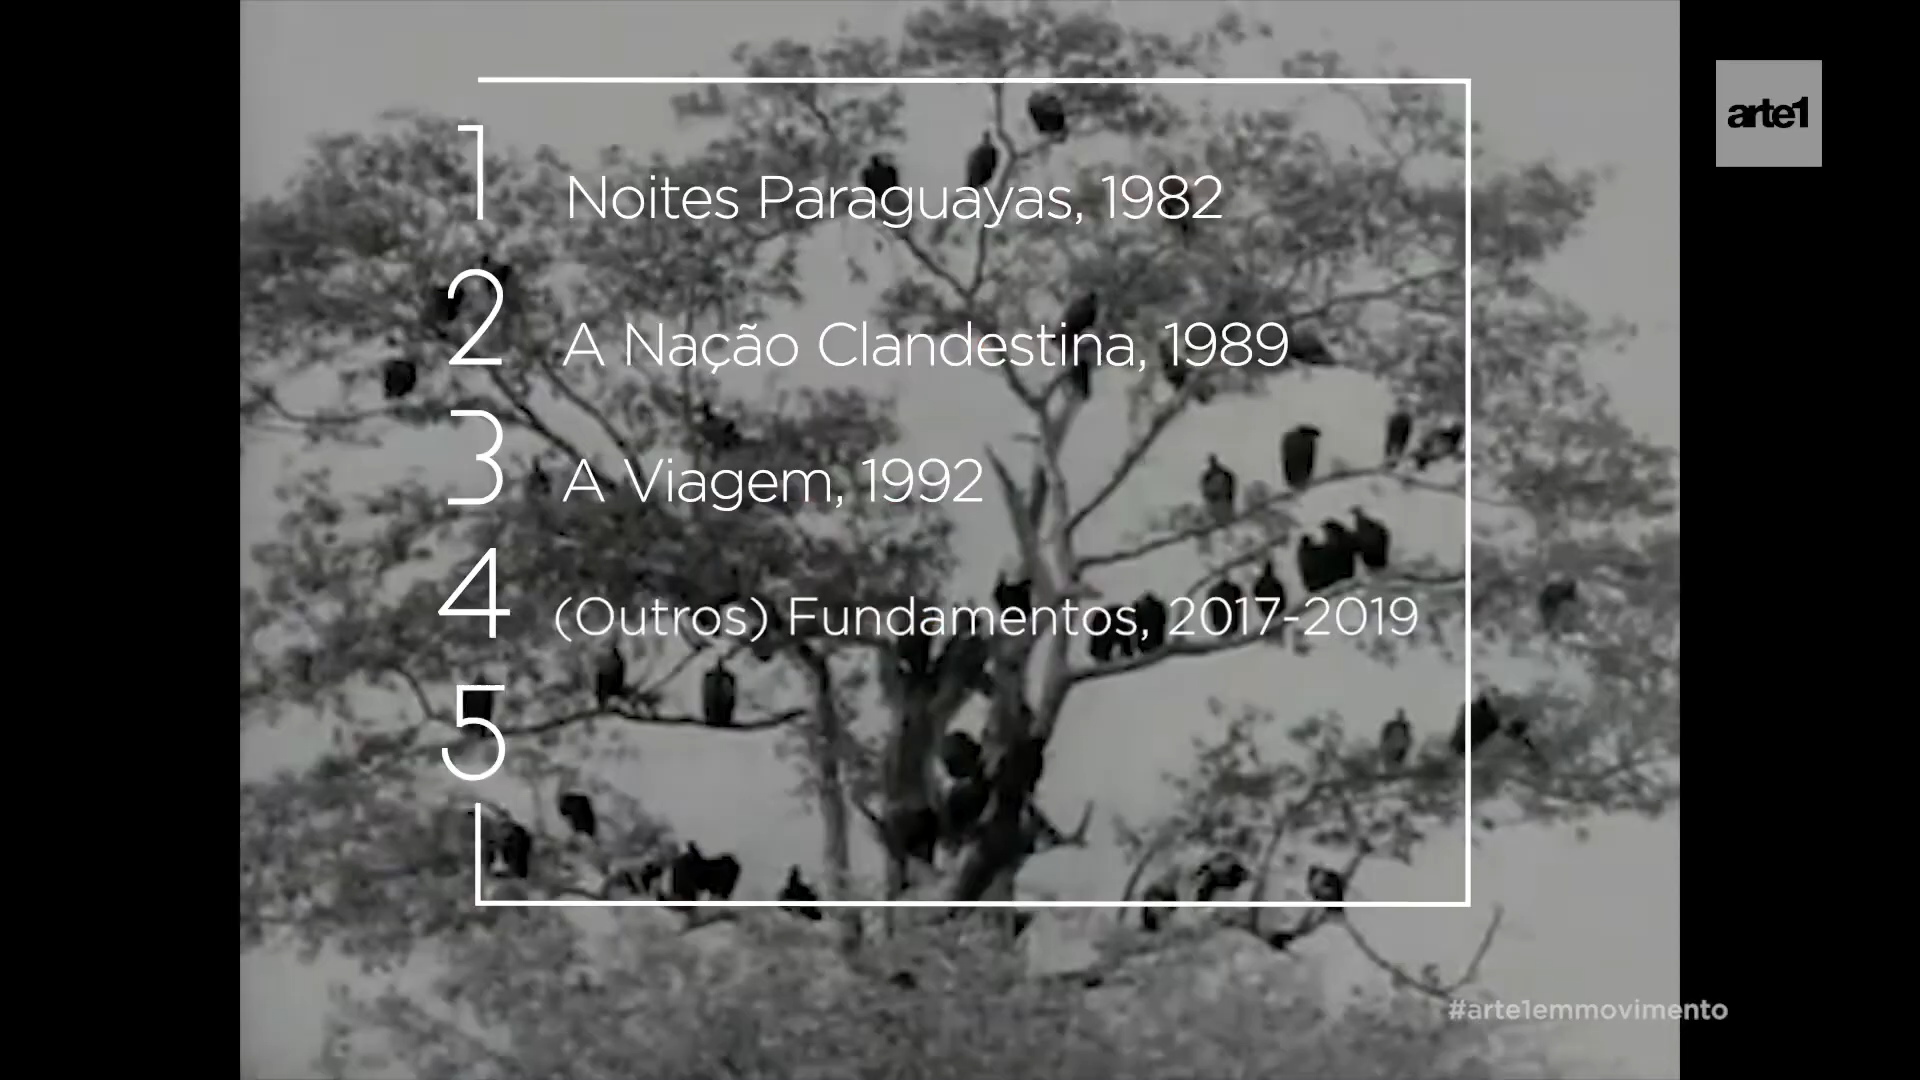 arte1
1 Noites Paraguayas, 1982
2 A Nação Clandestina, 1989
3 A Viagem, 1992
4 (Outros) Fundamentos, 2017-2019
5
#arte1emmovimento